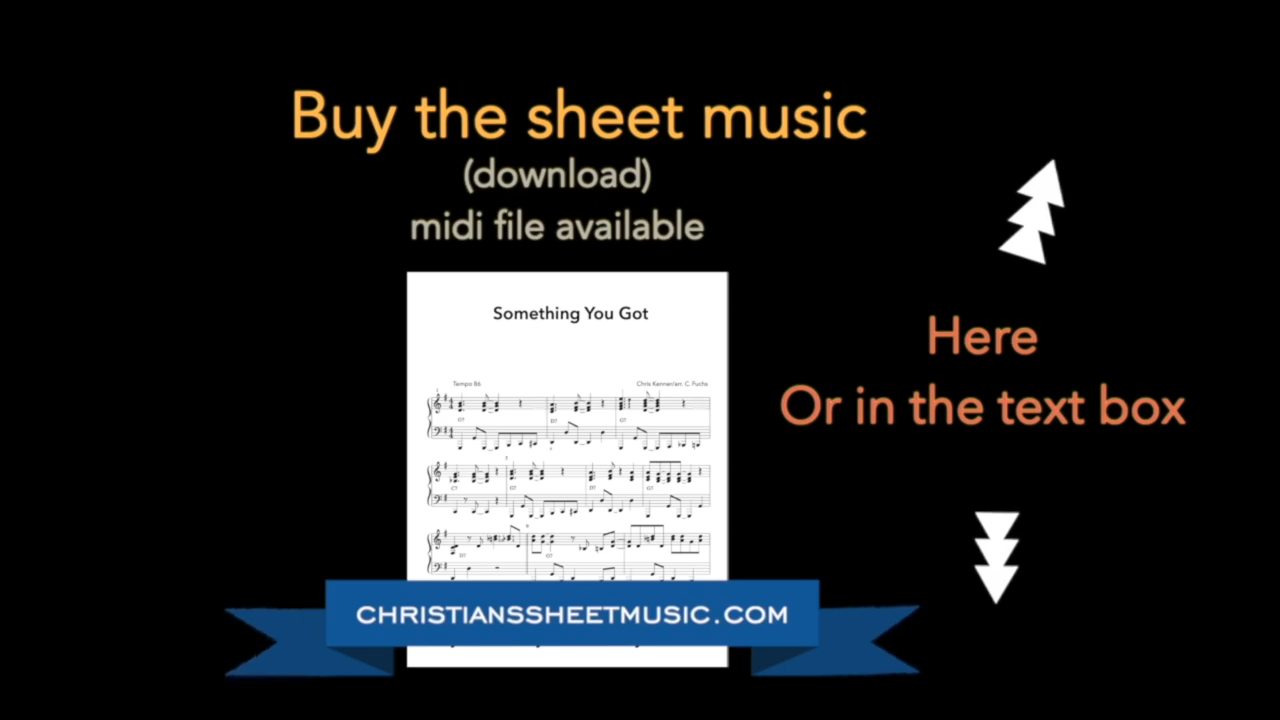 Buy the sheet music
(download)
midi file available
Something You Got
Tempo 86
Chris Kenner/arr. C. Fuchs
Here
Or in the text box
CHRISTIANSSHEETMUSIC.COM